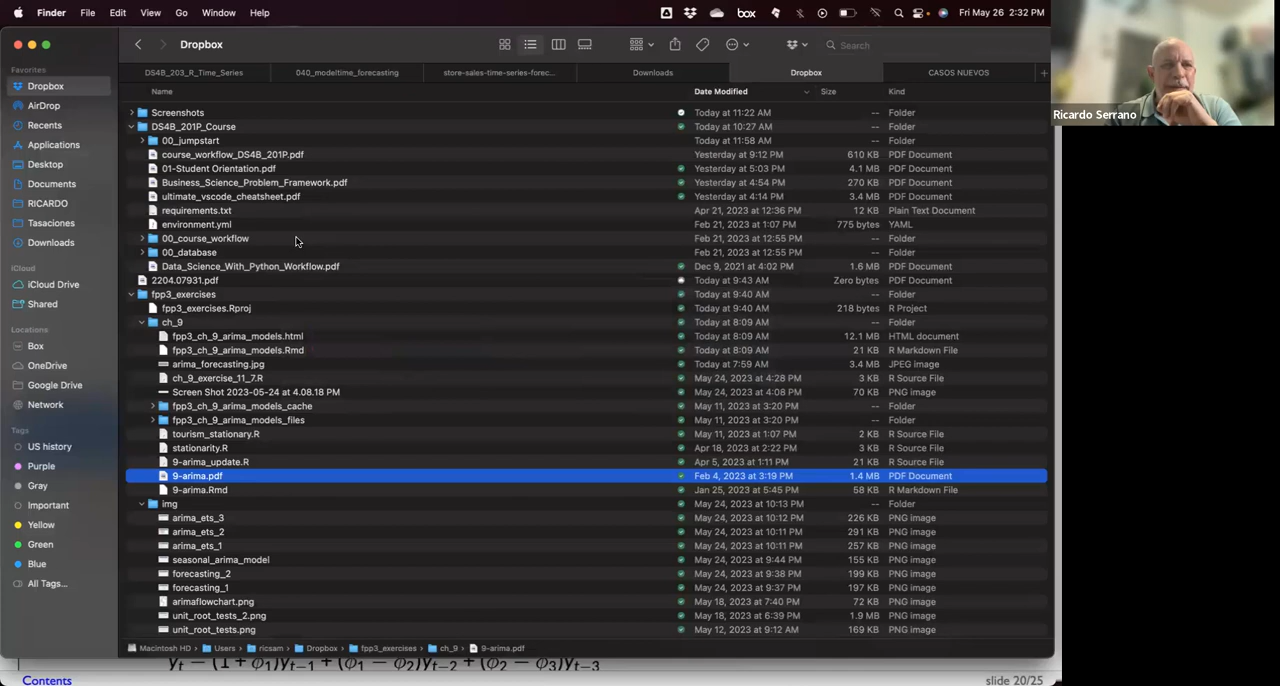 Finder File Edit View Go Window Help box Fri May 26 2:32 PM
Dropbox Search
DS4B_203_R_Time_Series 040_modeltime_forecasting store-sales-time-series-forec... Downloads Dropbox CASOS NUEVOS
Name Date Modified Size Kind
Favorites
Dropbox
AirDrop
Recents
Applications
Desktop
Documents
RICARDO
Tasaciones
Downloads
iCloud
iCloud Drive
Shared
Locations
Box
OneDrive
Google Drive
Network
Tags
US history
Purple
Gray
Important
Yellow
Green
Blue
All Tags...
Screenshots Today at 11:22 AM -- Folder
DS4B_201P_Course Today at 10:27 AM -- Folder
00_jumpstart Today at 11:58 AM -- Folder
course_workflow_DS4B_201P.pdf Yesterday at 9:12 PM 610 KB PDF Document
01-Student Orientation.pdf Yesterday at 5:03 PM 4.1 MB PDF Document
Business_Science_Problem_Framework.pdf Yesterday at 4:54 PM 270 KB PDF Document
ultimate_vscode_cheatsheet.pdf Yesterday at 4:14 PM 3.4 MB PDF Document
requirements.txt Apr 21, 2023 at 12:36 PM 12 KB Plain Text Document
environment.yml Feb 21, 2023 at 1:07 PM 775 bytes YAML
00_course_workflow Feb 21, 2023 at 12:55 PM -- Folder
00_database Feb 21, 2023 at 12:55 PM -- Folder
Data_Science_With_Python_Workflow.pdf Dec 9, 2021 at 4:02 PM 1.6 MB PDF Document
2204.07931.pdf Today at 9:43 AM Zero bytes PDF Document
fpp3_exercises Today at 9:40 AM -- Folder
fpp3_exercises.Rproj Today at 9:40 AM 218 bytes R Project
ch_9 Today at 8:09 AM -- Folder
fpp3_ch_9_arima_models.html Today at 8:09 AM 12.1 MB HTML document
fpp3_ch_9_arima_models.Rmd Today at 8:09 AM 21 KB R Markdown File
arima_forecasting.jpg Today at 7:59 AM 3.4 MB JPEG image
ch_9_exercise_11_7.R May 24, 2023 at 4:28 PM 3 KB R Source File
Screen Shot 2023-05-24 at 4.08.18 PM May 24, 2023 at 4:08 PM 70 KB PNG image
fpp3_ch_9_arima_models_cache May 11, 2023 at 3:20 PM -- Folder
fpp3_ch_9_arima_models_files May 11, 2023 at 3:20 PM -- Folder
tourism_stationary.R May 11, 2023 at 1:07 PM 2 KB R Source File
stationarity.R Apr 18, 2023 at 2:22 PM 3 KB R Source File
9-arima_update.R Apr 5, 2023 at 1:11 PM 21 KB R Source File
9-arima.pdf Feb 4, 2023 at 3:19 PM 1.4 MB PDF Document
9-arima.Rmd Jan 25, 2023 at 5:45 PM 58 KB R Markdown File
img May 24, 2023 at 10:13 PM -- Folder
arima_ets_3 May 24, 2023 at 10:12 PM 226 KB PNG image
arima_ets_2 May 24, 2023 at 10:11 PM 291 KB PNG image
arima_ets_1 May 24, 2023 at 10:11 PM 257 KB PNG image
seasonal_arima_model May 24, 2023 at 9:44 PM 155 KB PNG image
forecasting_2 May 24, 2023 at 9:38 PM 199 KB PNG image
forecasting_1 May 24, 2023 at 9:37 PM 197 KB PNG image
arimaflowchart.png May 18, 2023 at 7:40 PM 72 KB PNG image
unit_root_tests_2.png May 18, 2023 at 6:39 PM 1.9 MB PNG image
unit_root_tests.png May 12, 2023 at 9:12 AM 169 KB PNG image
Macintosh HD › Users › ricsam › Dropbox › fpp3_exercises › ch_9 › 9-arima.pdf
y_t − (1 + φ_1)y_{t−1} + (φ_1 − φ_2)y_{t−2} + (φ_2 − φ_3)y_{t−3}
Contents slide 20/25
Ricardo Serrano